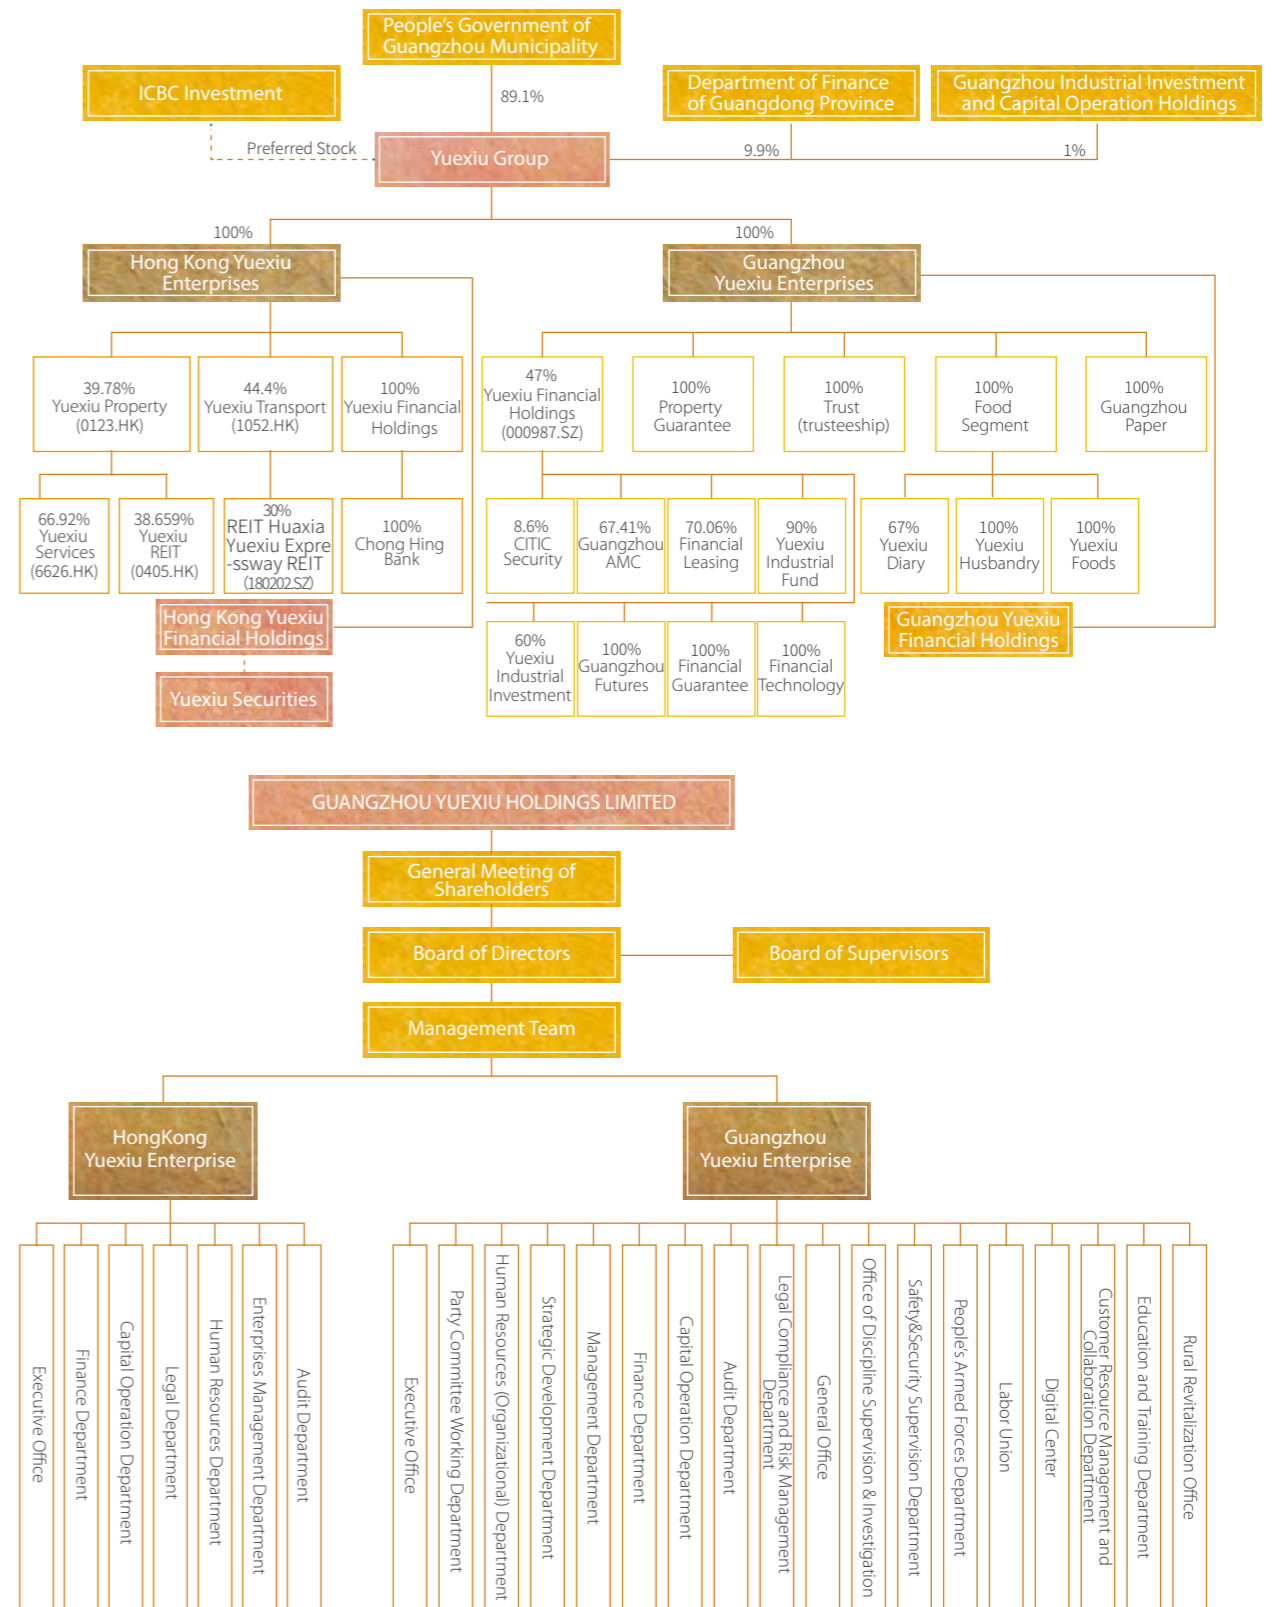 People's Government of
Guangzhou Municipality
ICBC Investment
89.1%
Department of Finance
of Guangdong Province
Guangzhou Industrial Investment
and Capital Operation Holdings
Preferred Stock
Yuexiu Group
9.9%
1%
100%
100%
Hong Kong Yuexiu
Enterprises
Guangzhou
Yuexiu Enterprises
39.78%
Yuexiu Property
(0123.HK)
44.4%
Yuexiu Transport
(1052.HK)
100%
Yuexiu Financial
Holdings
47%
Yuexiu Financial
Holdings
(000987.SZ)
100%
Property
Guarantee
100%
Trust
(trusteeship)
100%
Food
Segment
100%
Guangzhou
Paper
66.92%
Yuexiu
Services
(6626.HK)
38.659%
Yuexiu
REIT
(0405.HK)
30%
REIT Huaxia
Yuexiu Expre
-ssway REIT
(180202.SZ)
100%
Chong Hing
Bank
8.6%
CITIC
Security
67.41%
Guangzhou
AMC
70.06%
Financial
Leasing
90%
Yuexiu
Industrial
Fund
67%
Yuexiu
Diary
100%
Yuexiu
Husbandry
100%
Yuexiu
Foods
Hong Kong Yuexiu
Financial Holdings
Yuexiu Securities
60%
Yuexiu
Industrial
Investment
100%
Guangzhou
Futures
100%
Financial
Guarantee
100%
Financial
Technology
Guangzhou Yuexiu
Financial Holdings
GUANGZHOU YUEXIU HOLDINGS LIMITED
General Meeting of
Shareholders
Board of Directors
Board of Supervisors
Management Team
HongKong
Yuexiu Enterprise
Guangzhou
Yuexiu Enterprise
Executive Office
Finance Department
Capital Operation Department
Legal Department
Human Resources Department
Enterprises Management Department
Audit Department
Executive Office
Party Committee Working Department
Human Resources (Organizational) Department
Strategic Development Department
Management Department
Finance Department
Capital Operation Department
Audit Department
Legal Compliance and Risk Management
Department
General Office
Office of Discipline Supervision & Investigation
Safety&Security Supervision Department
People's Armed Forces Department
Labor Union
Digital Center
Customer Resource Management and
Collaboration Department
Education and Training Department
Rural Revitalization Office